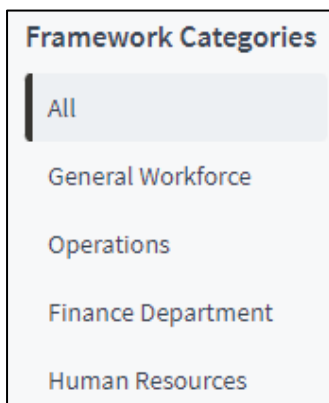 Framework Categories
All
General Workforce
Operations
Finance Department
Human Resources